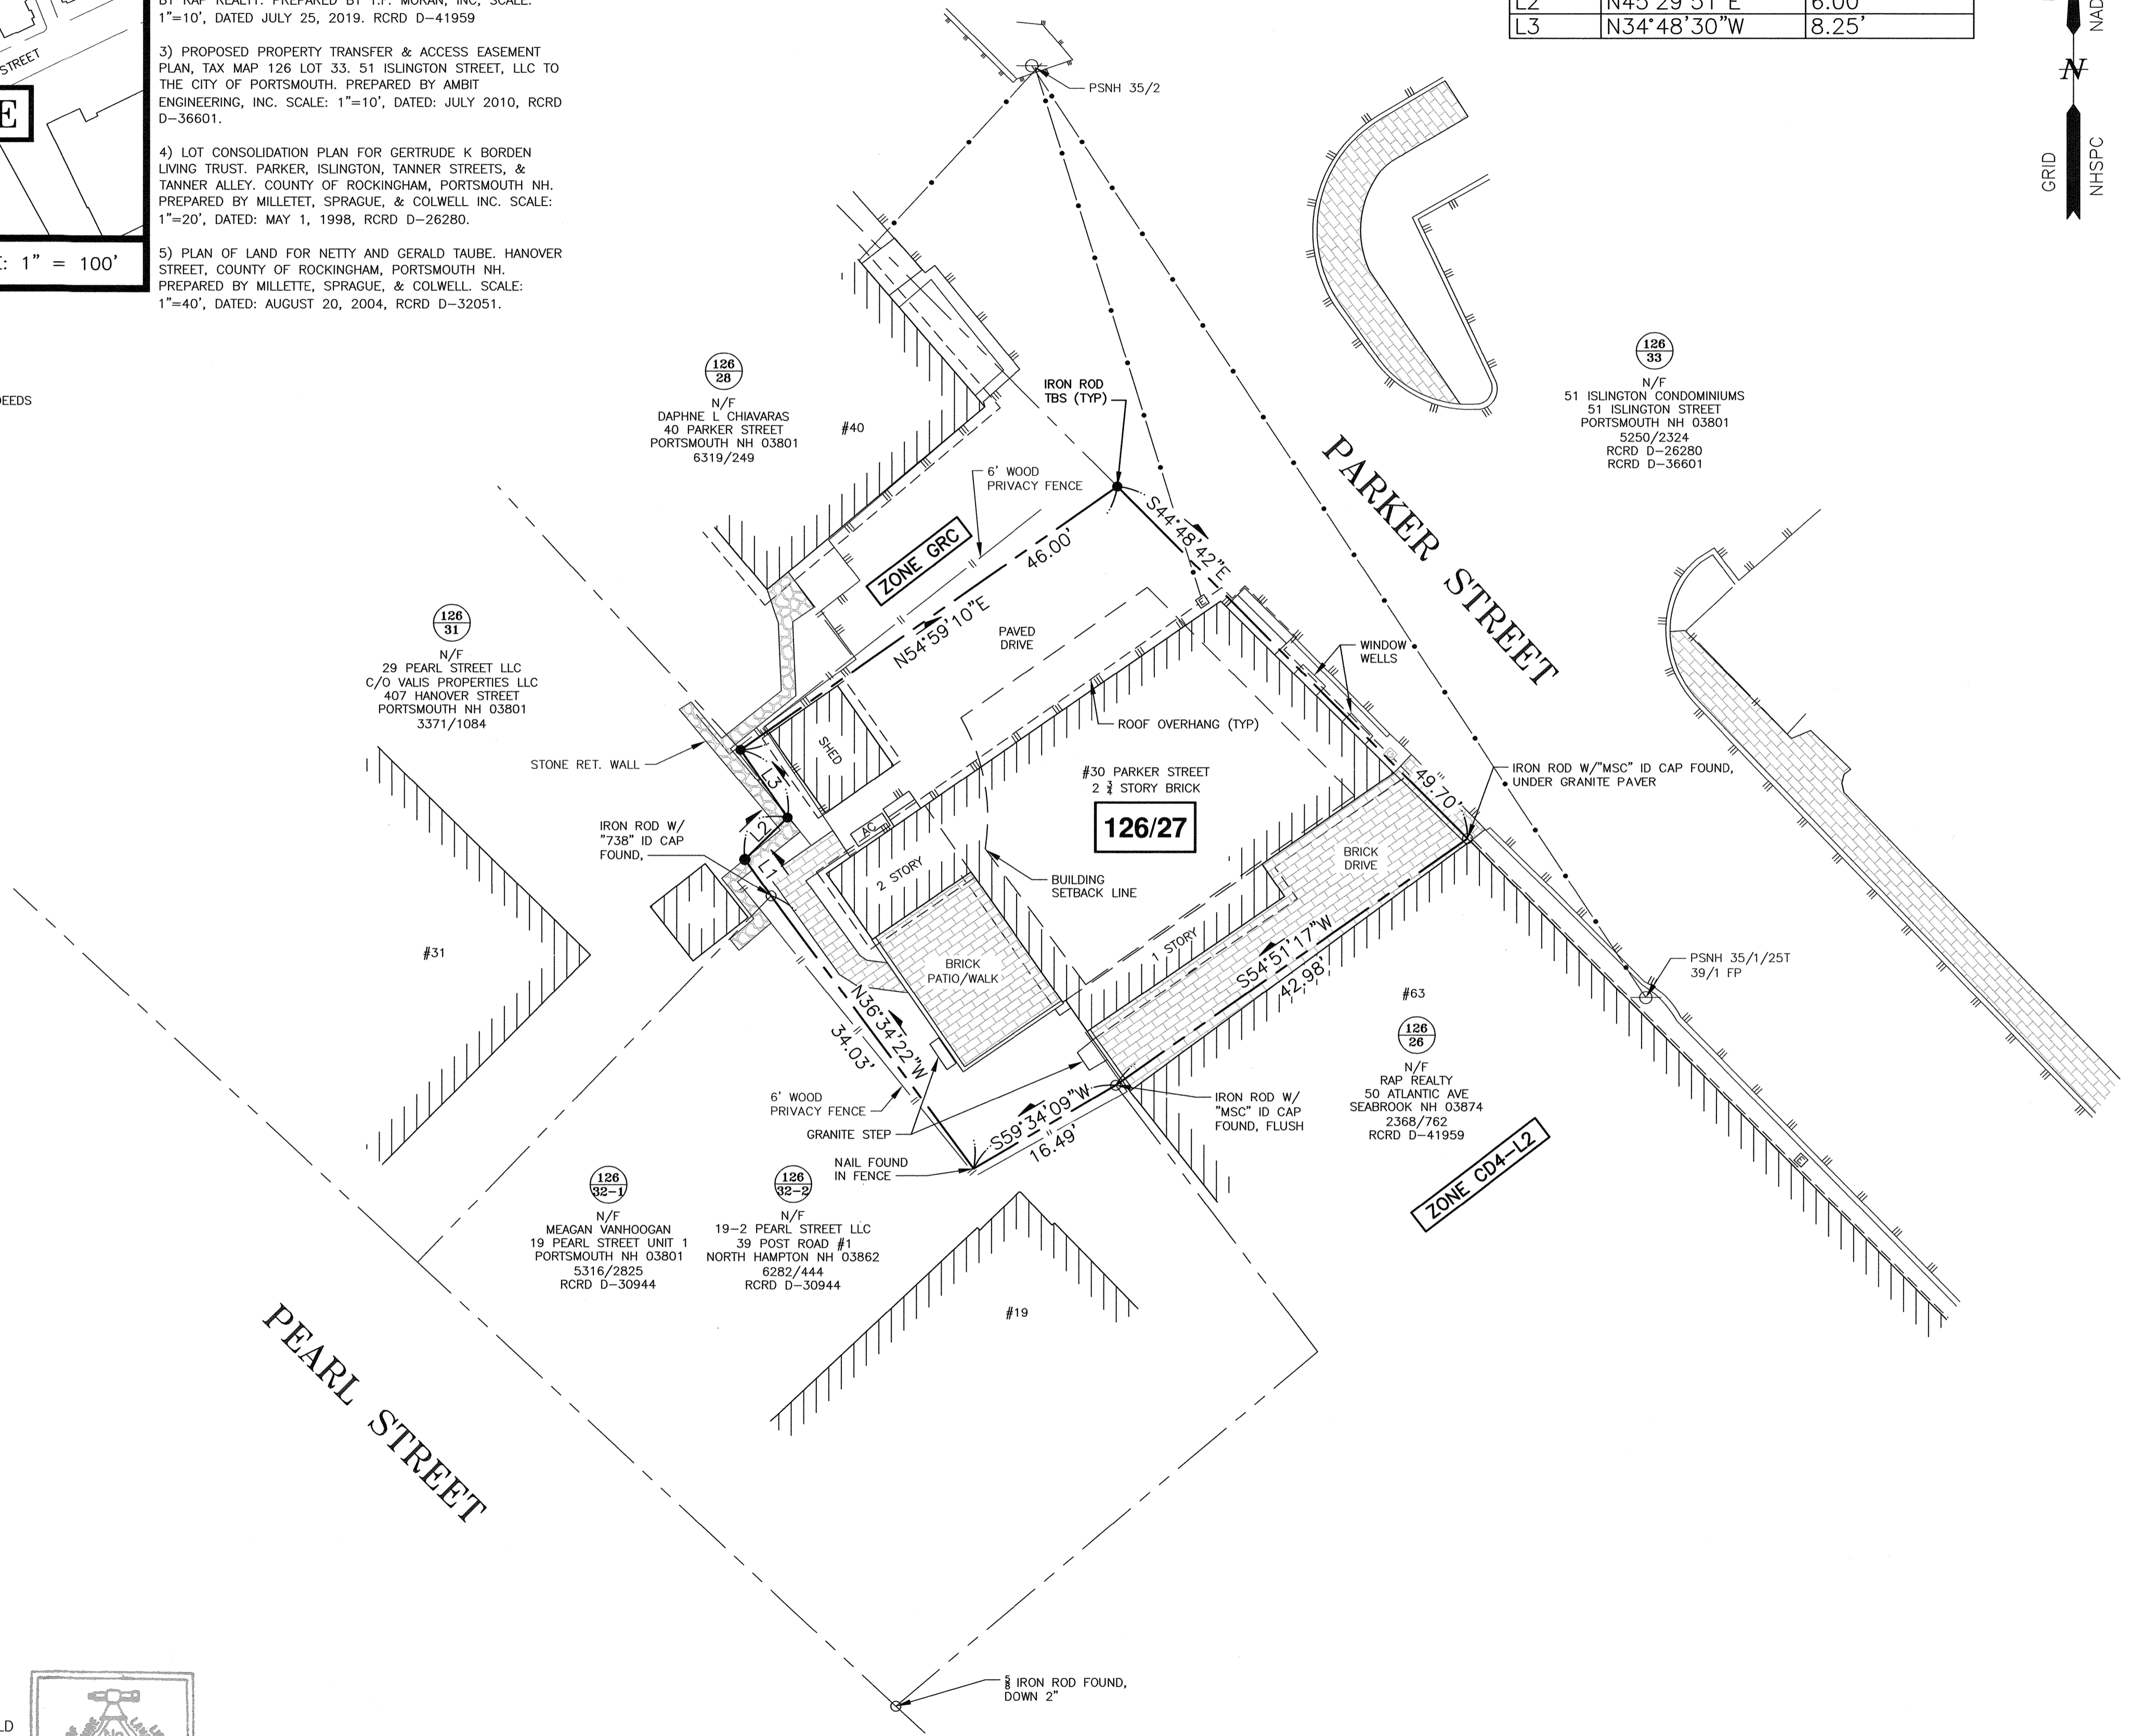 1"=10', DATED JULY 25, 2019. RCRD D-41959
3) PROPOSED PROPERTY TRANSFER & ACCESS EASEMENT
PLAN, TAX MAP 126 LOT 33. 51 ISLINGTON STREET, LLC TO
THE CITY OF PORTSMOUTH. PREPARED BY AMBIT
ENGINEERING, INC. SCALE: 1"=10', DATED: JULY 2010, RCRD
D-36601.
4) LOT CONSOLIDATION PLAN FOR GERTRUDE K BORDEN
LIVING TRUST. PARKER, ISLINGTON, TANNER STREETS, &
TANNER ALLEY. COUNTY OF ROCKINGHAM, PORTSMOUTH NH.
PREPARED BY MILLETET, SPRAGUE, & COLWELL INC. SCALE:
1"=20', DATED: MAY 1, 1998, RCRD D-26280.
5) PLAN OF LAND FOR NETTY AND GERALD TAUBE. HANOVER
STREET, COUNTY OF ROCKINGHAM, PORTSMOUTH NH.
PREPARED BY MILLETTE, SPRAGUE, & COLWELL. SCALE:
1"=40', DATED: AUGUST 20, 2004, RCRD D-32051.
STREET
E
: 1" = 100'
L2 N45°29'51"E 6.00'
L3 N34°48'30"W 8.25'
NAD
N
GRID
NHSPC
PSNH 35/2
126
33
N/F
51 ISLINGTON CONDOMINIUMS
51 ISLINGTON STREET
PORTSMOUTH NH 03801
5250/2324
RCRD D-26280
RCRD D-36601
126
28
N/F
DAPHNE L CHIAVARAS
40 PARKER STREET
PORTSMOUTH NH 03801
6319/249
#40
IRON ROD
TBS (TYP)
6' WOOD
PRIVACY FENCE
PARKER STREET
ZONE GRC
46.00'
N54°59'10"E
S44°48'42"E
49.70'
PAVED
DRIVE
E
WINDOW
WELLS
126
31
N/F
29 PEARL STREET LLC
C/O VALIS PROPERTIES LLC
407 HANOVER STREET
PORTSMOUTH NH 03801
3371/1084
STONE RET. WALL
SHED
ROOF OVERHANG (TYP)
#30 PARKER STREET
2 3/4 STORY BRICK
126/27
G
IRON ROD W/"MSC" ID CAP FOUND,
UNDER GRANITE PAVER
L3
L2
L1
AC
IRON ROD W/
"738" ID CAP
FOUND,
2 STORY
BUILDING
SETBACK LINE
BRICK
DRIVE
#31
BRICK
PATIO/WALK
1 STORY
S54°51'17"W
42.98'
N36°34'22"W
34.03'
PSNH 35/1/25T
39/1 FP
#63
126
26
N/F
RAP REALTY
50 ATLANTIC AVE
SEABROOK NH 03874
2368/762
RCRD D-41959
6' WOOD
PRIVACY FENCE
GRANITE STEP
NAIL FOUND
IN FENCE
S59°34'09"W
16.49'
IRON ROD W/
"MSC" ID CAP
FOUND, FLUSH
ZONE CD4-L2
E
126
32-1
N/F
MEAGAN VANHOOGAN
19 PEARL STREET UNIT 1
PORTSMOUTH NH 03801
5316/2825
RCRD D-30944
126
32-2
N/F
19-2 PEARL STREET LLC
39 POST ROAD #1
NORTH HAMPTON NH 03862
6282/444
RCRD D-30944
#19
PEARL STREET
5/8 IRON ROD FOUND,
DOWN 2"